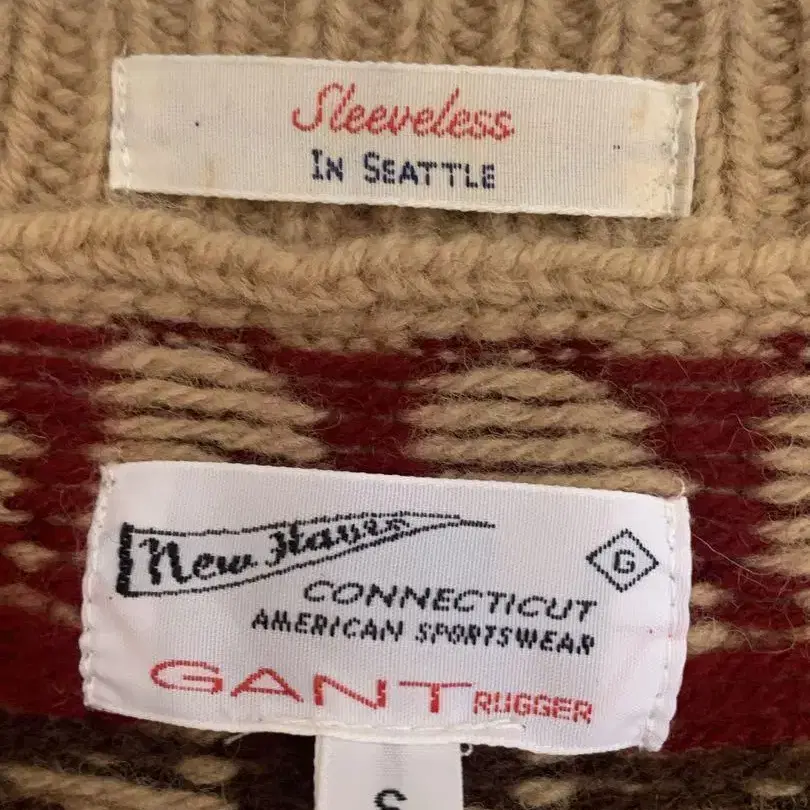 Sleeveless
IN SEATTLE
New Haven
G
CONNECTICUT
AMERICAN SPORTSWEAR
GANT RUGGER
S